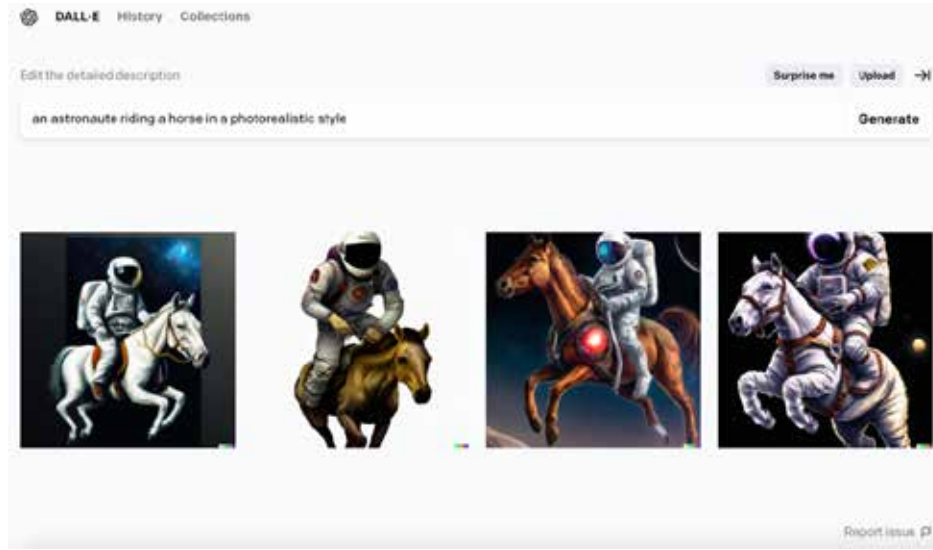 DALL·E History Collections
Edit the detailed description Surprise me Upload
an astronaute riding a horse in a photorealistic style Generate
Report issue